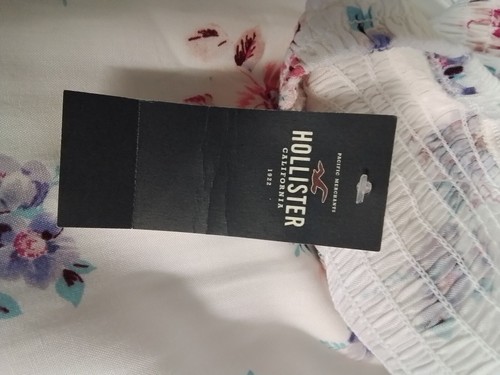 PACIFIC MERCHANTS
HOLLISTER
CALIFORNIA
1922